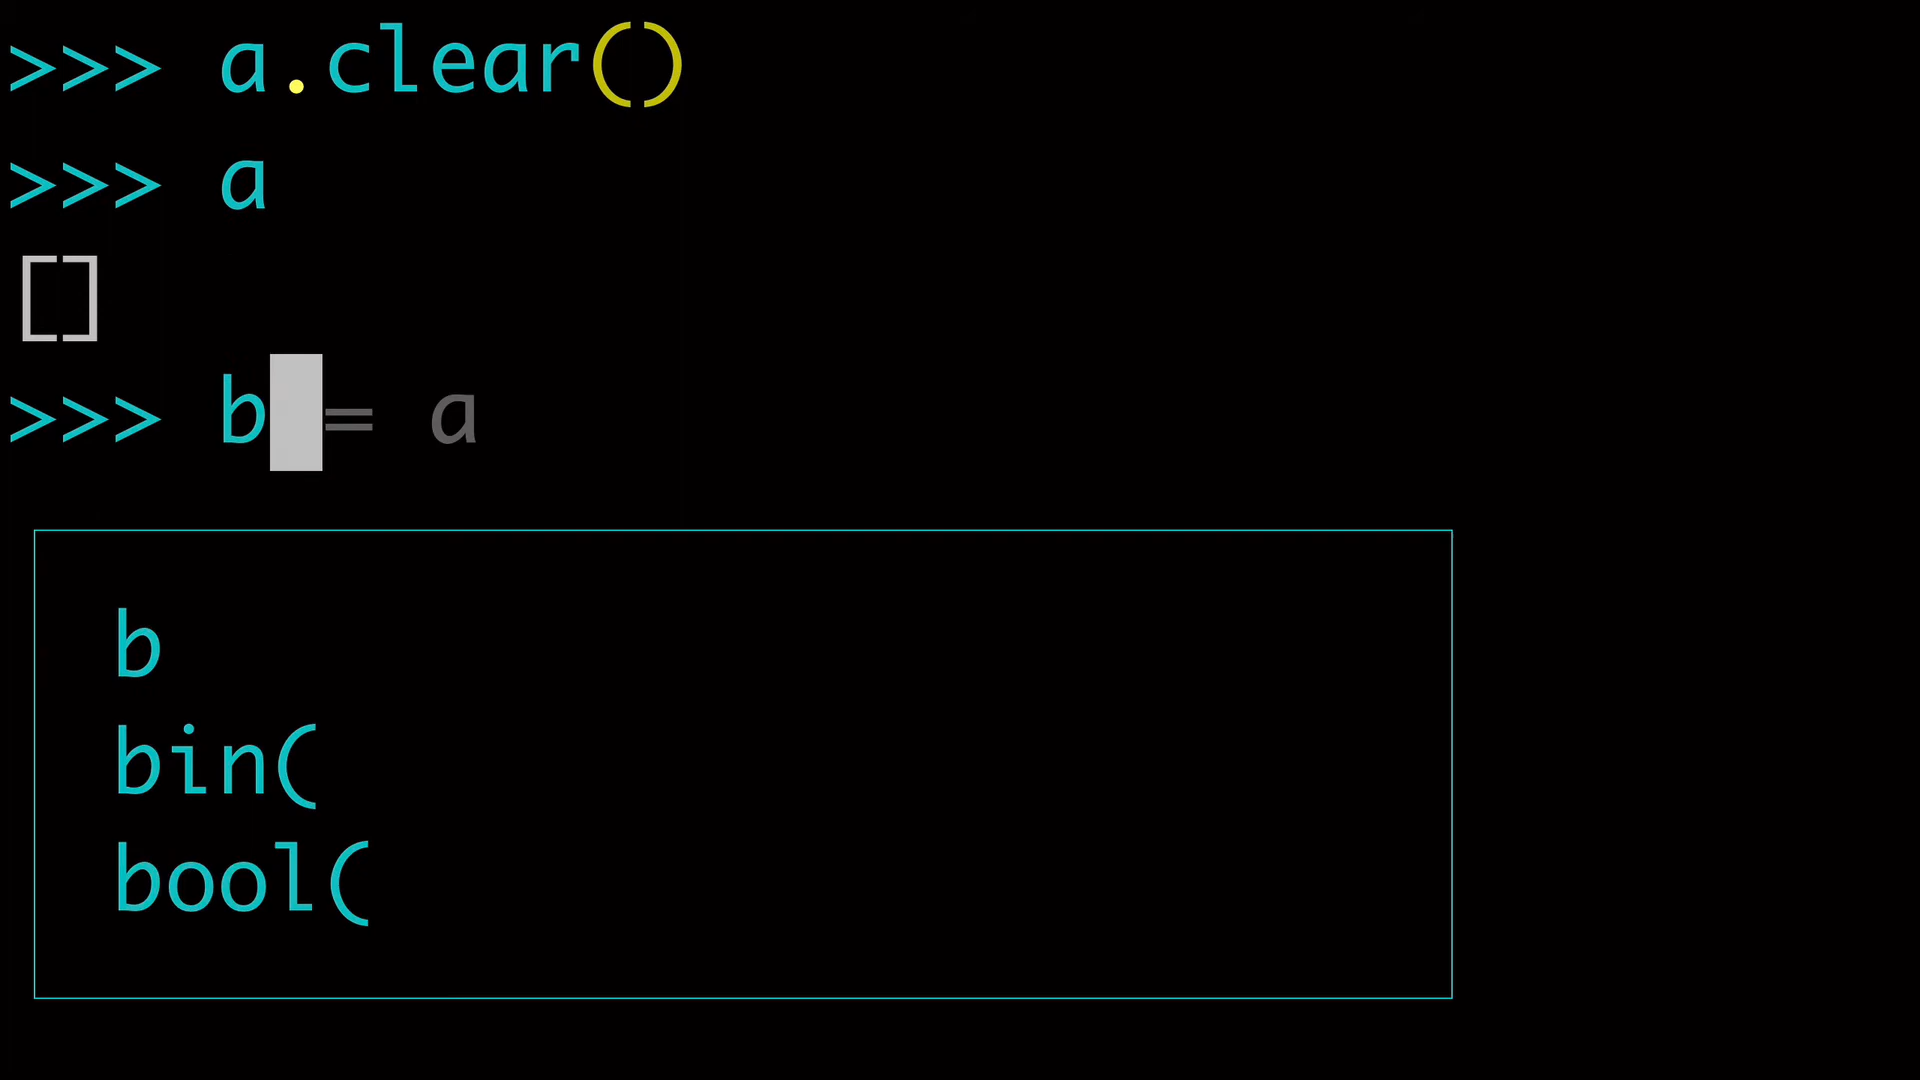 >>> a.clear()
>>> a
[]
>>> b = a
b
bin(
bool(